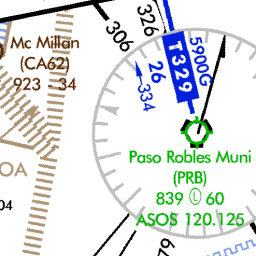 Mc Millan
(CA62)
923 - 34
306
326
T329
5900G
26
334
Paso Robles Muni
(PRB)
839 Ⓛ 60
ASOS 120.125
OA
04
79